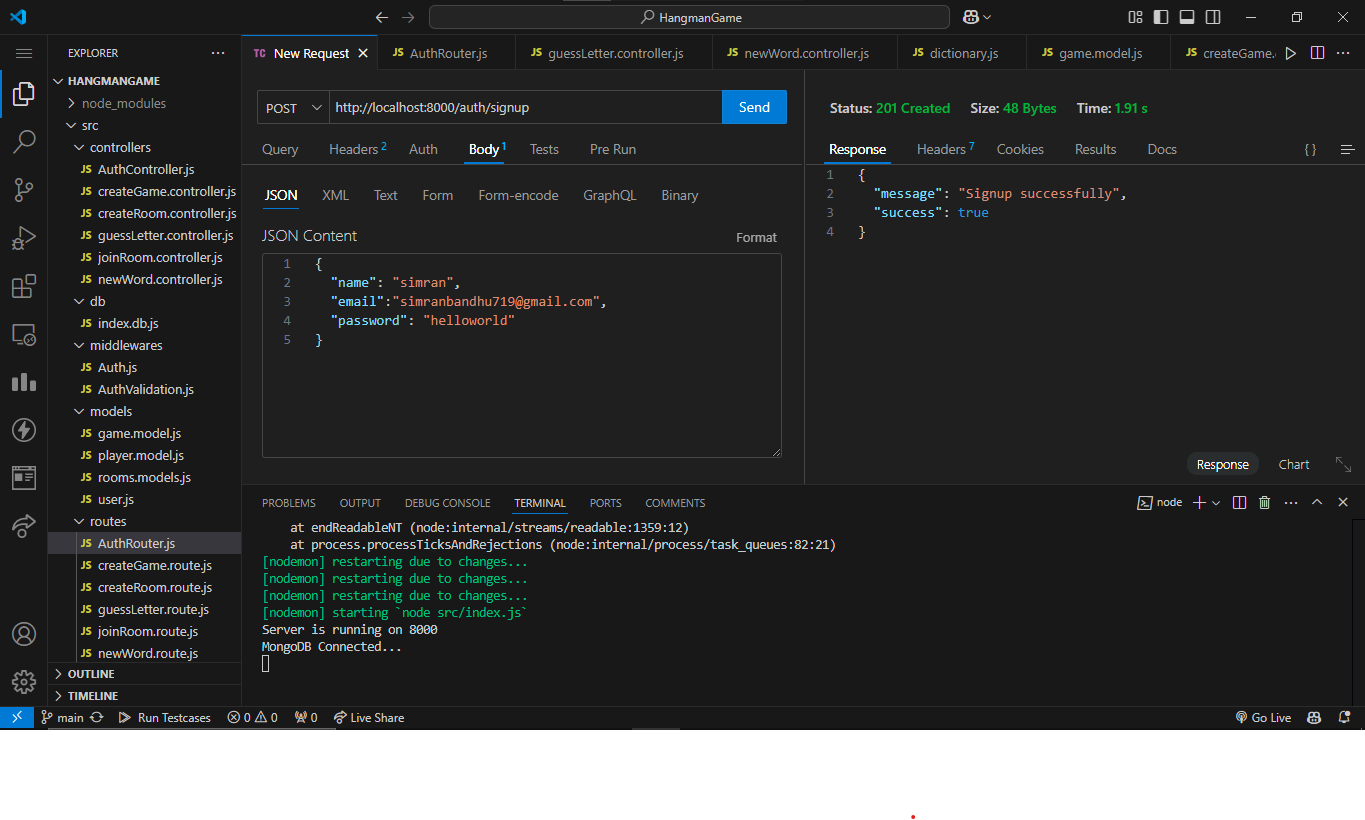 HangmanGame
EXPLORER
TC New Request
JS AuthRouter.js
JS guessLetter.controller.js
JS newWord.controller.js
JS dictionary.js
JS game.model.js
JS createGame.
HANGMANGAME
node_modules
src
controllers
JS AuthController.js
JS createGame.controller.js
JS createRoom.controller.js
JS guessLetter.controller.js
JS joinRoom.controller.js
JS newWord.controller.js
db
JS index.db.js
middlewares
JS Auth.js
JS AuthValidation.js
models
JS game.model.js
JS player.model.js
JS rooms.models.js
JS user.js
routes
JS AuthRouter.js
JS createGame.route.js
JS createRoom.route.js
JS guessLetter.route.js
JS joinRoom.route.js
JS newWord.route.js
OUTLINE
TIMELINE
POST http://localhost:8000/auth/signup Send
Query Headers 2 Auth Body 1 Tests Pre Run
JSON XML Text Form Form-encode GraphQL Binary
JSON Content Format
1 {
2 "name": "simran",
3 "email":"simranbandhu719@gmail.com",
4 "password": "helloworld"
5 }
Status: 201 Created Size: 48 Bytes Time: 1.91 s
Response Headers 7 Cookies Results Docs { }
1 {
2 "message": "Signup successfully",
3 "success": true
4 }
Response Chart
PROBLEMS OUTPUT DEBUG CONSOLE TERMINAL PORTS COMMENTS node
at endReadableNT (node:internal/streams/readable:1359:12)
at process.processTicksAndRejections (node:internal/process/task_queues:82:21)
[nodemon] restarting due to changes...
[nodemon] restarting due to changes...
[nodemon] restarting due to changes...
[nodemon] starting `node src/index.js`
Server is running on 8000
MongoDB Connected...
main Run Testcases 0 0 0 Live Share Go Live